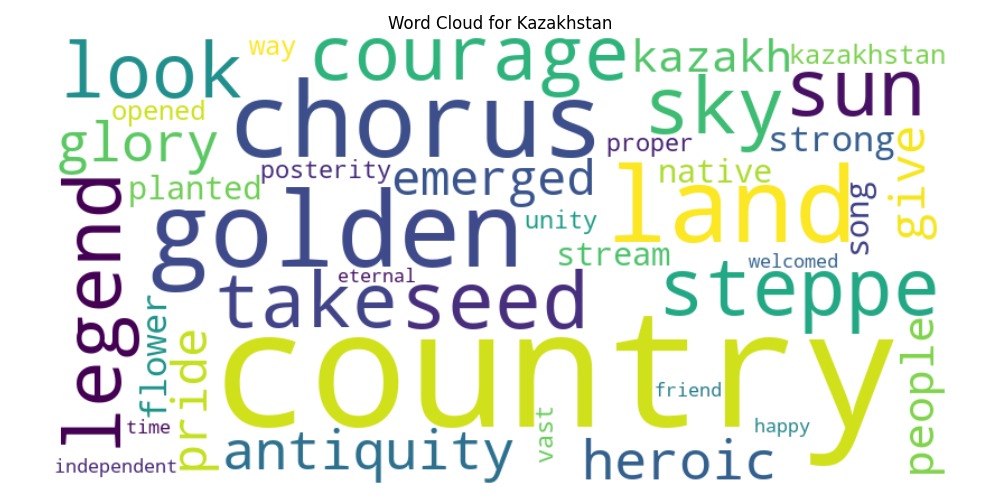 Word Cloud for Kazakhstan
look
way
courage
kazakh
kazakhstan
opened
chorus
sky
sun
glory
proper
strong
give
planted
posterity
emerged
native
legend
golden
unity
land
song
stream
welcomed
eternal
take
seed
steppe
flower
pride
country
friend
people
time
happy
independent
antiquity
vast
heroic